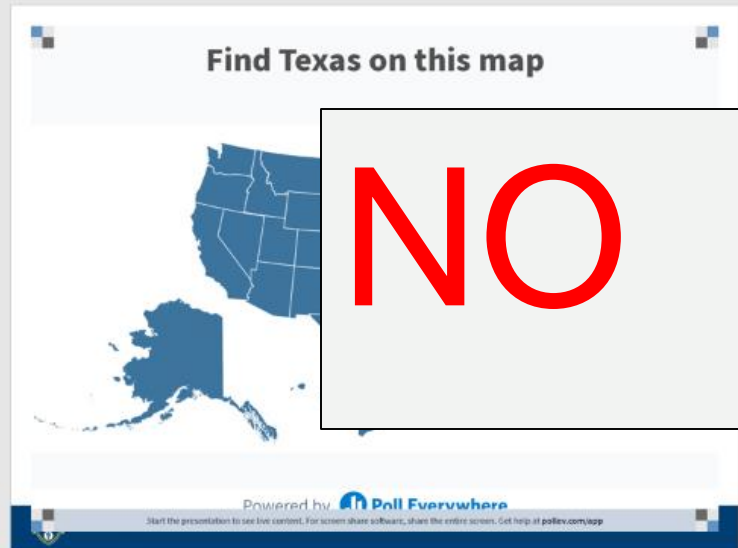 Find Texas on this map
NO
Powered by Poll Everywhere
Start the presentation to see live content. For screen share software, share the entire screen. Get help at pollev.com/app